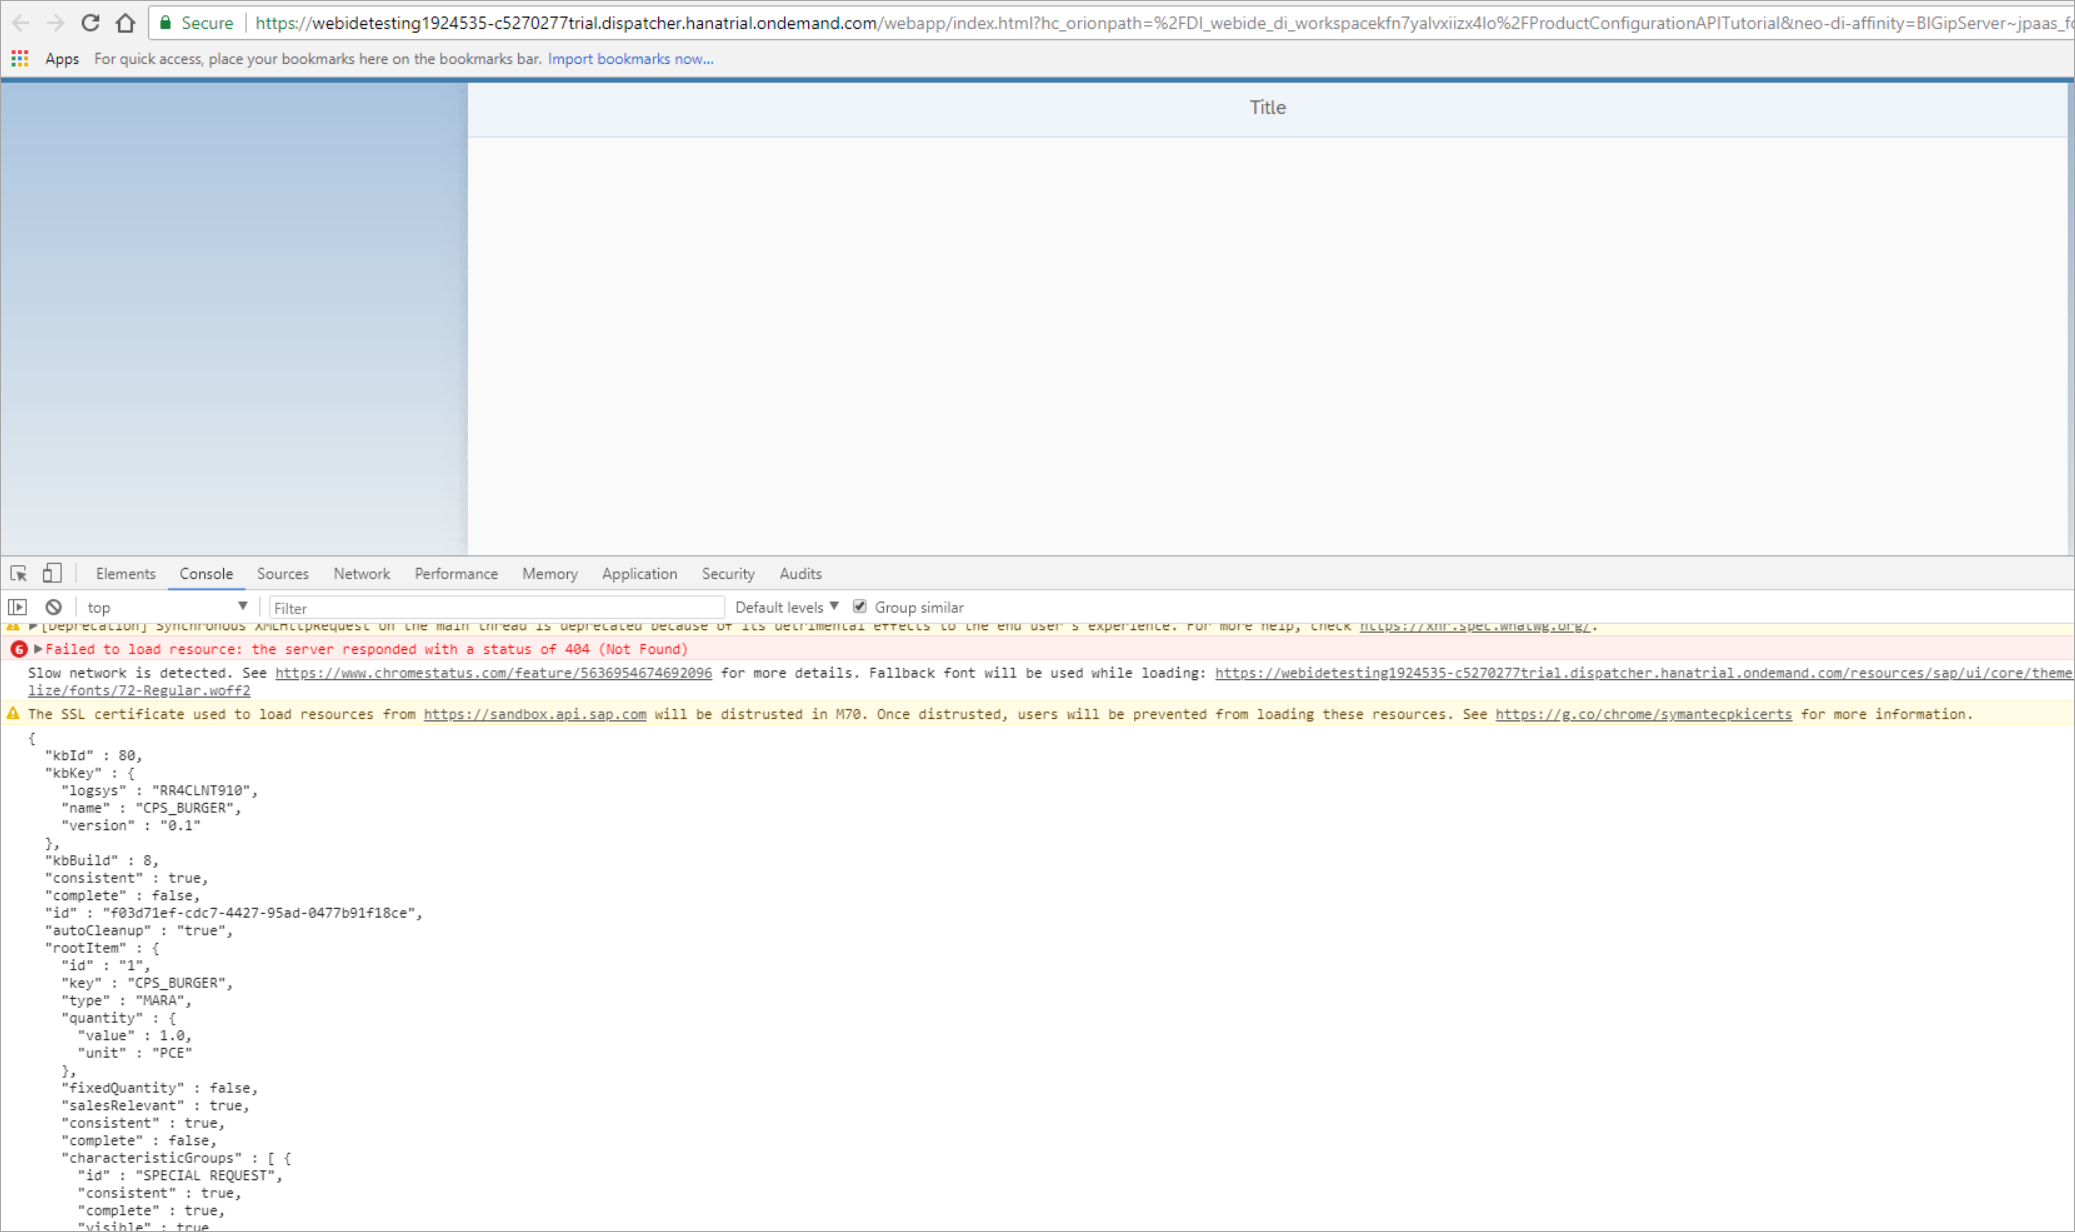 Secure https://webidetesting1924535-c5270277trial.dispatcher.hanatrial.ondemand.com/webapp/index.html?hc_orionpath=%2FDI_webide_di_workspacekfn7yalvxiizx4lo%2FProductConfigurationAPITutorial&neo-di-affinity=BIGipServer~jpaas_fo
Apps For quick access, place your bookmarks here on the bookmarks bar. Import bookmarks now...
Title
Elements Console Sources Network Performance Memory Application Security Audits
top Filter Default levels Group similar
[Deprecation] Synchronous XMLHttpRequest on the main thread is deprecated because of its detrimental effects to the end user's experience. For more help, check https://xhr.spec.whatwg.org/.
6 Failed to load resource: the server responded with a status of 404 (Not Found)
Slow network is detected. See https://www.chromestatus.com/feature/5636954674692096 for more details. Fallback font will be used while loading: https://webidetesting1924535-c5270277trial.dispatcher.hanatrial.ondemand.com/resources/sap/ui/core/theme
lize/fonts/72-Regular.woff2
The SSL certificate used to load resources from https://sandbox.api.sap.com will be distrusted in M70. Once distrusted, users will be prevented from loading these resources. See https://g.co/chrome/symantecpkicerts for more information.
{
"kbId" : 80,
"kbKey" : {
"logsys" : "RR4CLNT910",
"name" : "CPS_BURGER",
"version" : "0.1"
},
"kbBuild" : 8,
"consistent" : true,
"complete" : false,
"id" : "f03d71ef-cdc7-4427-95ad-0477b91f18ce",
"autoCleanup" : "true",
"rootItem" : {
"id" : "1",
"key" : "CPS_BURGER",
"type" : "MARA",
"quantity" : {
"value" : 1.0,
"unit" : "PCE"
},
"fixedQuantity" : false,
"salesRelevant" : true,
"consistent" : true,
"complete" : false,
"characteristicGroups" : [ {
"id" : "SPECIAL REQUEST",
"consistent" : true,
"complete" : true,
"visible" : true